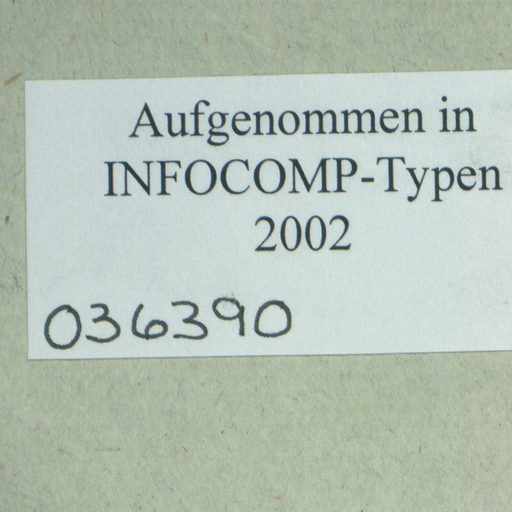 Aufgenommen in
INFOCOMP-Typen
2002
036390